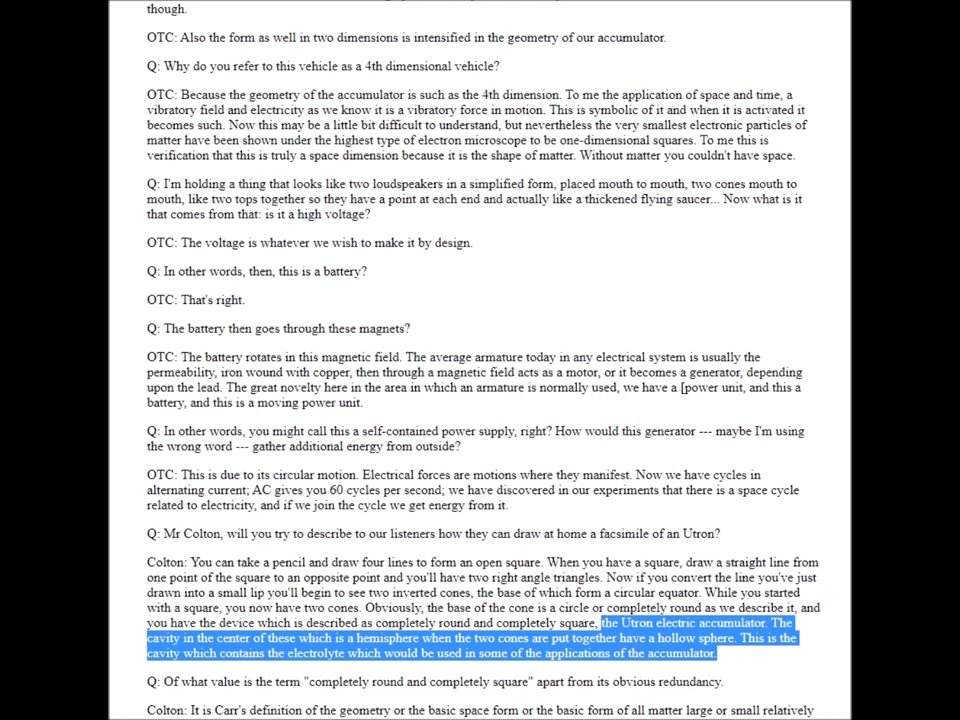 though.
OTC: Also the form as well in two dimensions is intensified in the geometry of our accumulator.
Q: Why do you refer to this vehicle as a 4th dimensional vehicle?
OTC: Because the geometry of the accumulator is such as the 4th dimension. To me the application of space and time, a
vibratory field and electricity as we know it is a vibratory force in motion. This is symbolic of it and when it is activated it
becomes such. Now this may be a little bit difficult to understand, but nevertheless the very smallest electronic particles of
matter have been shown under the highest type of electron microscope to be one-dimensional squares. To me this is
verification that this is truly a space dimension because it is the shape of matter. Without matter you couldn't have space.
Q: I'm holding a thing that looks like two loudspeakers in a simplified form, placed mouth to mouth, two cones mouth to
mouth, like two tops together so they have a point at each end and actually like a thickened flying saucer... Now what is it
that comes from that: is it a high voltage?
OTC: The voltage is whatever we wish to make it by design.
Q: In other words, then, this is a battery?
OTC: That's right.
Q: The battery then goes through these magnets?
OTC: The battery rotates in this magnetic field. The average armature today in any electrical system is usually the
permeability, iron wound with copper, then through a magnetic field acts as a motor, or it becomes a generator, depending
upon the lead. The great novelty here in the area in which an armature is normally used, we have a [power unit, and this a
battery, and this is a moving power unit.
Q: In other words, you might call this a self-contained power supply, right? How would this generator --- maybe I'm using
the wrong word --- gather additional energy from outside?
OTC: This is due to its circular motion. Electrical forces are motions where they manifest. Now we have cycles in
alternating current; AC gives you 60 cycles per second; we have discovered in our experiments that there is a space cycle
related to electricity, and if we join the cycle we get energy from it.
Q: Mr Colton, will you try to describe to our listeners how they can draw at home a facsimile of an Utron?
Colton: You can take a pencil and draw four lines to form an open square. When you have a square, draw a straight line from
one point of the square to an opposite point and you'll have two right angle triangles. Now if you convert the line you've just
drawn into a small lip you'll begin to see two inverted cones, the base of which form a circular equator. While you started
with a square, you now have two cones. Obviously, the base of the cone is a circle or completely round as we describe it, and
you have the device which is described as completely round and completely square, the Utron electric accumulator. The
cavity in the center of these which is a hemisphere when the two cones are put together have a hollow sphere. This is the
cavity which contains the electrolyte which would be used in some of the applications of the accumulator.
Q: Of what value is the term "completely round and completely square" apart from its obvious redundancy.
Colton: It is Carr's definition of the geometry or the basic space form or the basic form of all matter large or small relatively